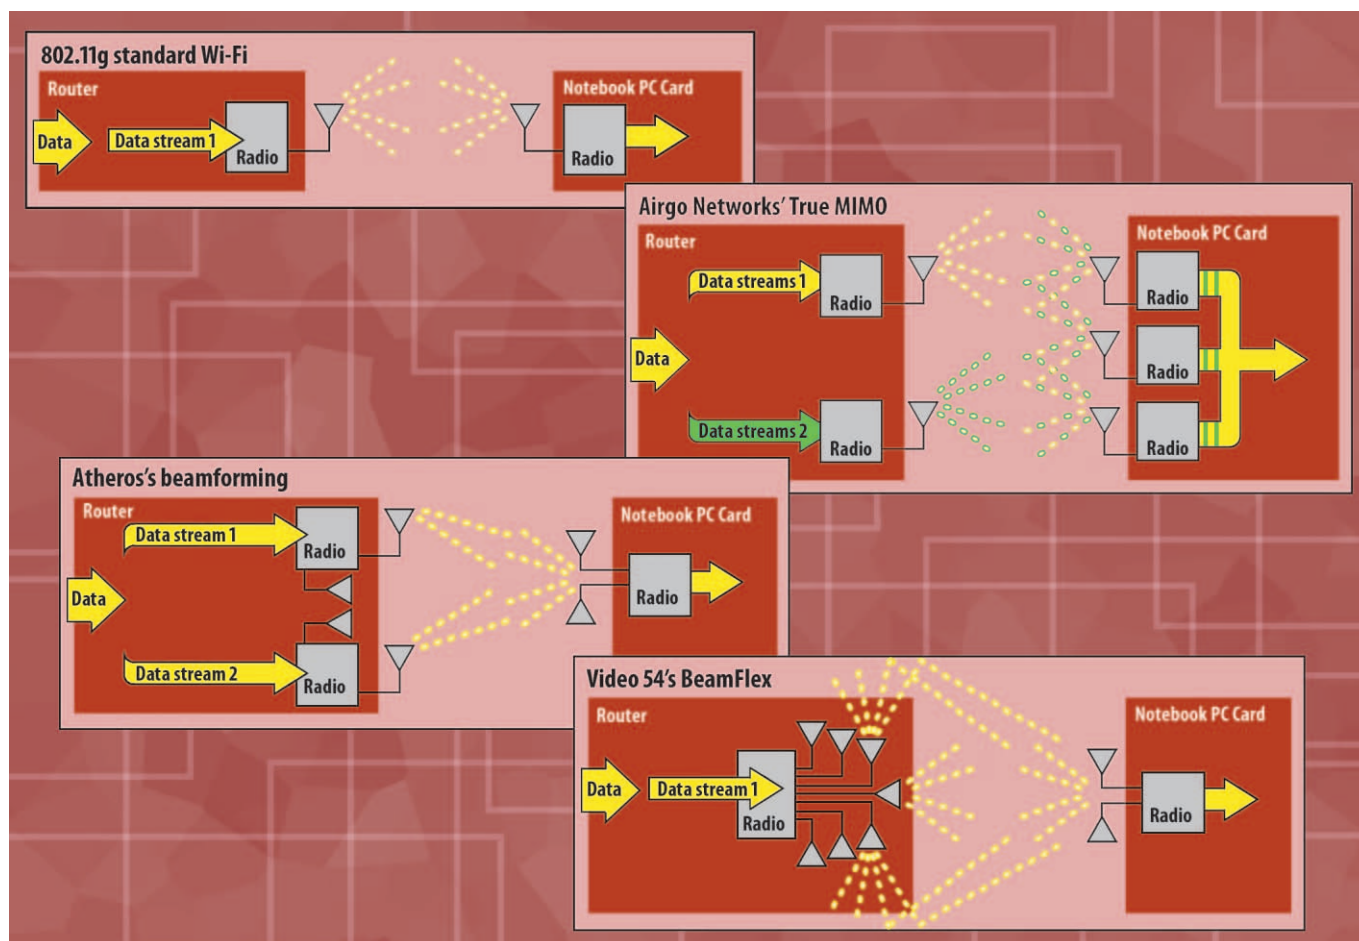 802.11g standard Wi-Fi
Router
Notebook PC Card
Data
Data stream 1
Radio
Radio
Airgo Networks' True MIMO
Router
Notebook PC Card
Data streams 1
Radio
Radio
Data
Radio
Data streams 2
Radio
Radio
Atheros's beamforming
Router
Notebook PC Card
Data stream 1
Radio
Data
Radio
Data stream 2
Radio
Video 54's BeamFlex
Router
Notebook PC Card
Data
Data stream 1
Radio
Radio